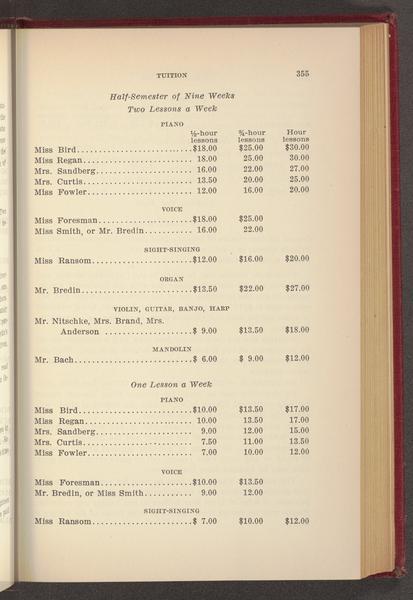 TUITION 355
Half-Semester of Nine Weeks
Two Lessons a Week
PIANO
½-hour ¾-hour Hour
lessons lessons lessons
Miss Bird..........................$18.00 $25.00 $30.00
Miss Regan.......................... 18.00 25.00 30.00
Mrs. Sandberg...................... 16.00 22.00 27.00
Mrs. Curtis......................... 13.50 20.00 25.00
Miss Fowler........................ 12.00 16.00 20.00
VOICE
Miss Foresman.....................$18.00 $25.00
Miss Smith, or Mr. Bredin........... 16.00 22.00
SIGHT-SINGING
Miss Ransom.......................$12.00 $16.00 $20.00
ORGAN
Mr. Bredin.........................$13.50 $22.00 $27.00
VIOLIN, GUITAR, BANJO, HARP
Mr. Nitschke, Mrs. Brand, Mrs.
Anderson ....................$ 9.00 $13.50 $18.00
MANDOLIN
Mr. Bach...........................$ 6.00 $ 9.00 $12.00
One Lesson a Week
PIANO
Miss Bird..........................$10.00 $13.50 $17.00
Miss Regan......................... 10.00 13.50 17.00
Mrs. Sandberg...................... 9.00 12.00 15.00
Mrs. Curtis......................... 7.50 11.00 13.50
Miss Fowler........................ 7.00 10.00 12.00
VOICE
Miss Foresman.....................$10.00 $13.50
Mr. Bredin, or Miss Smith........... 9.00 12.00
SIGHT-SINGING
Miss Ransom.......................$ 7.00 $10.00 $12.00